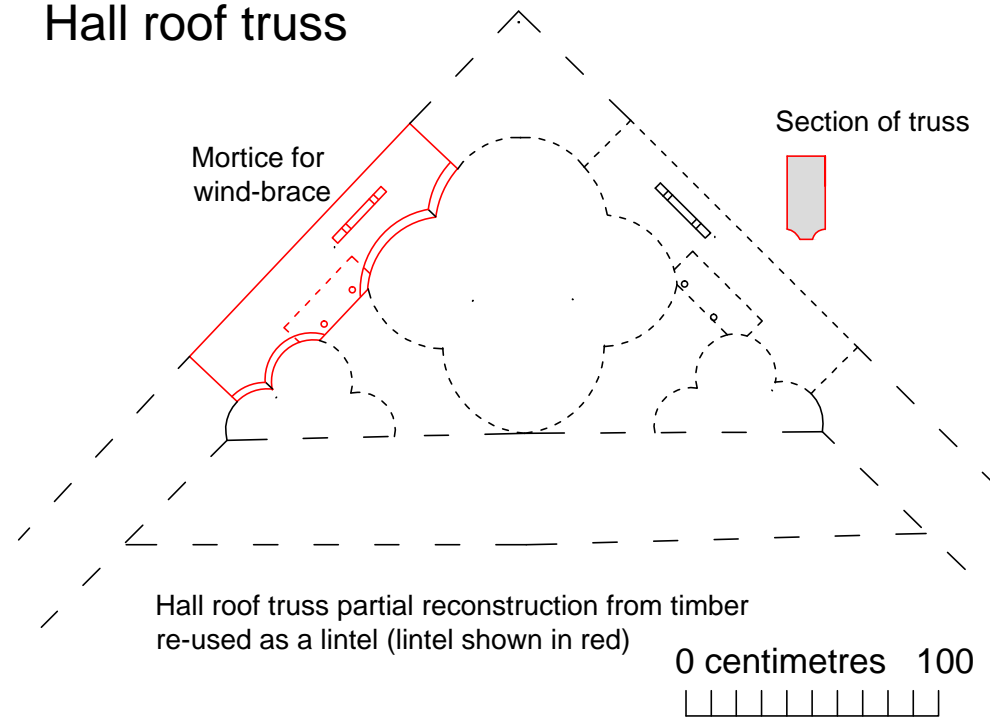 Hall roof truss
Section of truss
Mortice for
wind-brace
Hall roof truss partial reconstruction from timber
re-used as a lintel (lintel shown in red)
0 centimetres 100